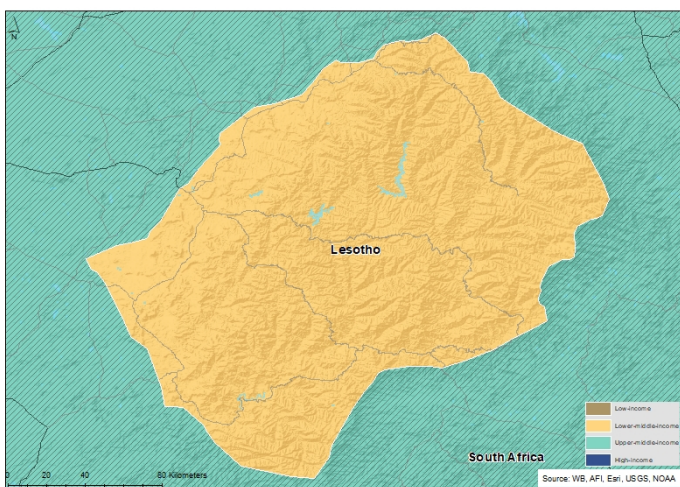 N
Lesotho
South Africa
Low-income
Lower-middle-income
Upper-middle-income
High-income
0 20 40 80 Kilometers
Source: WB, AFI, Esri, USGS, NOAA